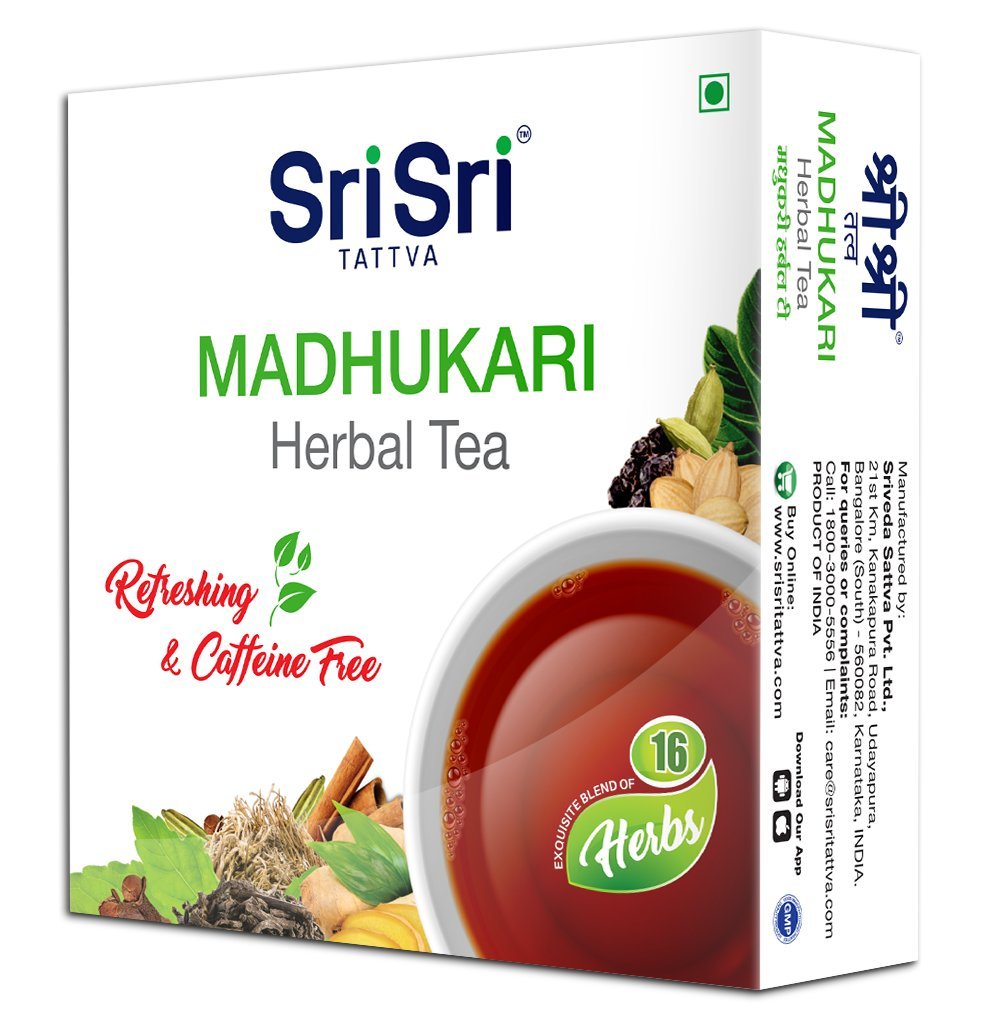 SriSri™
TATTVA
MADHUKARI
Herbal Tea
Refreshing
& Caffeine Free
16
EXQUISITE BLEND OF
Herbs
श्री श्री™
तत्त्व
MADHUKARI
Herbal Tea
मधुकरी हर्बल टी
Manufactured by:
Sriveda Sattva Pvt. Ltd.,
21st Km, Kanakapura Road, Udayapura,
Bangalore (South) - 560082, Karnataka, INDIA.
For queries or complaints:
Call: 1800-3000-5556 | Email: care@srisritattva.com
PRODUCT OF INDIA
Buy Online:
www.srisritattva.com
Download Our App
GMP